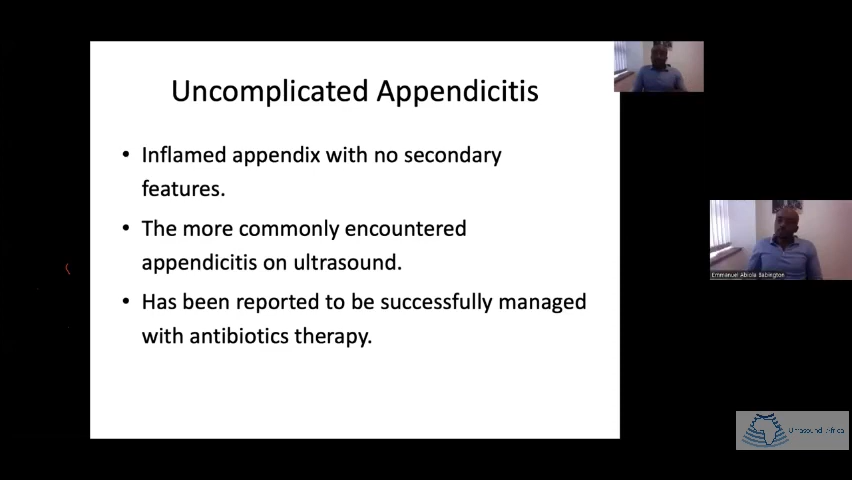 Uncomplicated Appendicitis
• Inflamed appendix with no secondary
features.
• The more commonly encountered
appendicitis on ultrasound.
• Has been reported to be successfully managed
with antibiotics therapy.
Emmanuel Abiola Babington
Ultrasound Africa